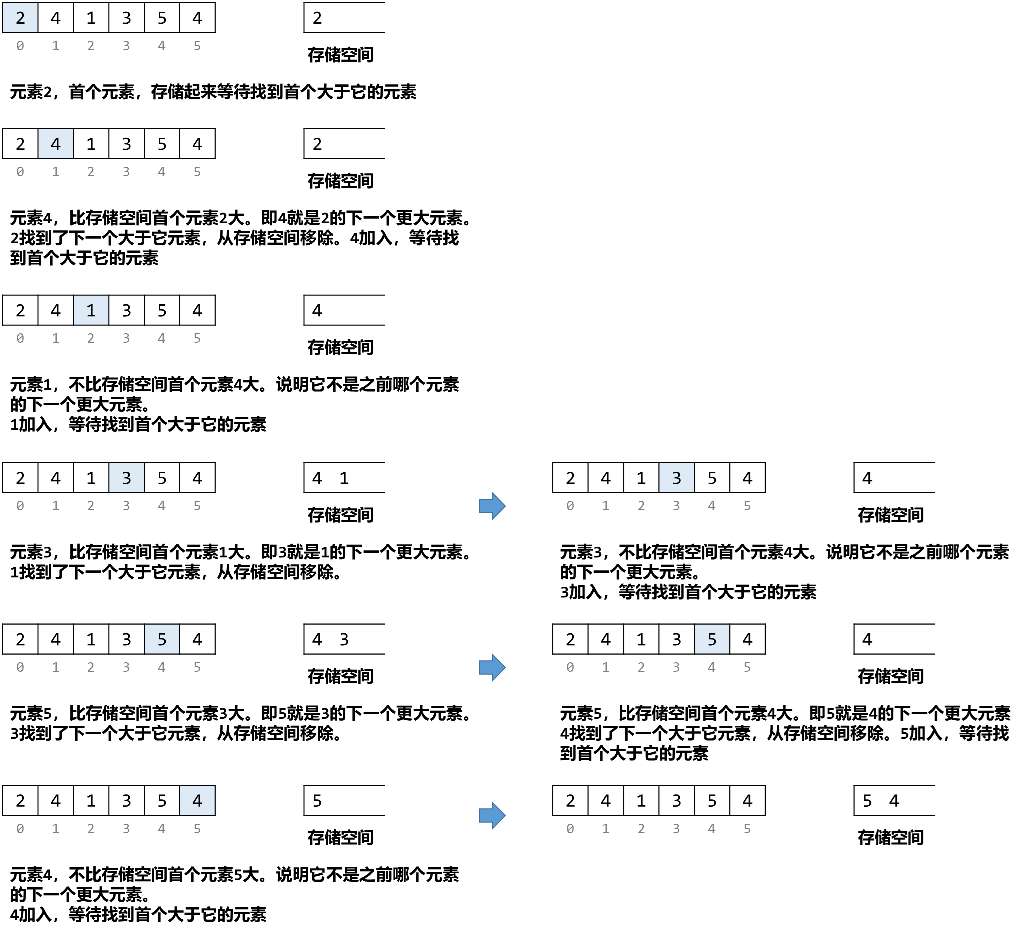 2 4 1 3 5 4 2
0 1 2 3 4 5
存储空间
元素2，首个元素，存储起来等待找到首个大于它的元素
2 4 1 3 5 4 2
0 1 2 3 4 5
存储空间
元素4，比存储空间首个元素2大。即4就是2的下一个更大元素。
2找到了下一个大于它元素，从存储空间移除。4加入，等待找
到首个大于它的元素
2 4 1 3 5 4 4
0 1 2 3 4 5
存储空间
元素1，不比存储空间首个元素4大。说明它不是之前哪个元素
的下一个更大元素。
1加入，等待找到首个大于它的元素
2 4 1 3 5 4 4 1
0 1 2 3 4 5
存储空间
元素3，比存储空间首个元素1大。即3就是1的下一个更大元素。
1找到了下一个大于它元素，从存储空间移除。
2 4 1 3 5 4 4
0 1 2 3 4 5
存储空间
元素3，不比存储空间首个元素4大。说明它不是之前哪个元素
的下一个更大元素。
3加入，等待找到首个大于它的元素
2 4 1 3 5 4 4 3
0 1 2 3 4 5
存储空间
元素5，比存储空间首个元素3大。即5就是3的下一个更大元素。
3找到了下一个大于它元素，从存储空间移除。
2 4 1 3 5 4 4
0 1 2 3 4 5
存储空间
元素5，比存储空间首个元素4大。即5就是4的下一个更大元素
4找到了下一个大于它元素，从存储空间移除。5加入，等待找
到首个大于它的元素
2 4 1 3 5 4 5
0 1 2 3 4 5
存储空间
元素4，不比存储空间首个元素5大。说明它不是之前哪个元素
的下一个更大元素。
4加入，等待找到首个大于它的元素
2 4 1 3 5 4 5 4
0 1 2 3 4 5
存储空间